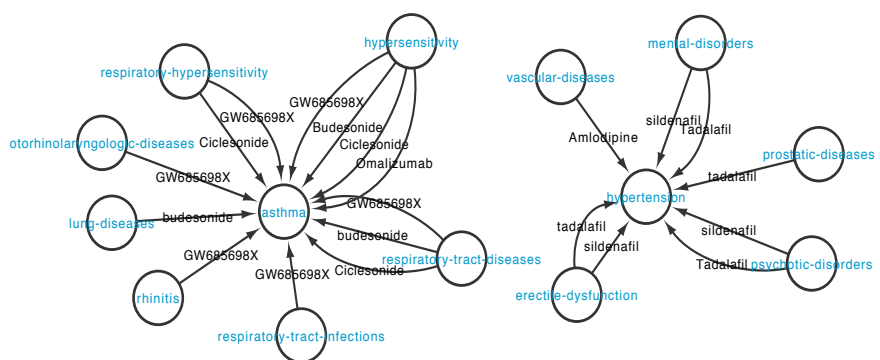 hypersensitivity
mental-disorders
respiratory-hypersensitivity
vascular-diseases
GW685698X
GW685698X
Budesonide
sildenafil
Tadalafil
Amlodipine
otorhinolaryngologic-diseases
Ciclesonide
Ciclesonide
prostatic-diseases
Omalizumab
GW685698X
tadalafil
hypertension
GW685698X
asthma
budesonide
lung-diseases
tadalafil
sildenafil
budesonide
sildenafil
GW685698X
respiratory-tract-diseases
Tadalafil
psychotic-disorders
Ciclesonide
GW685698X
rhinitis
erectile-dysfunction
respiratory-tract-infections